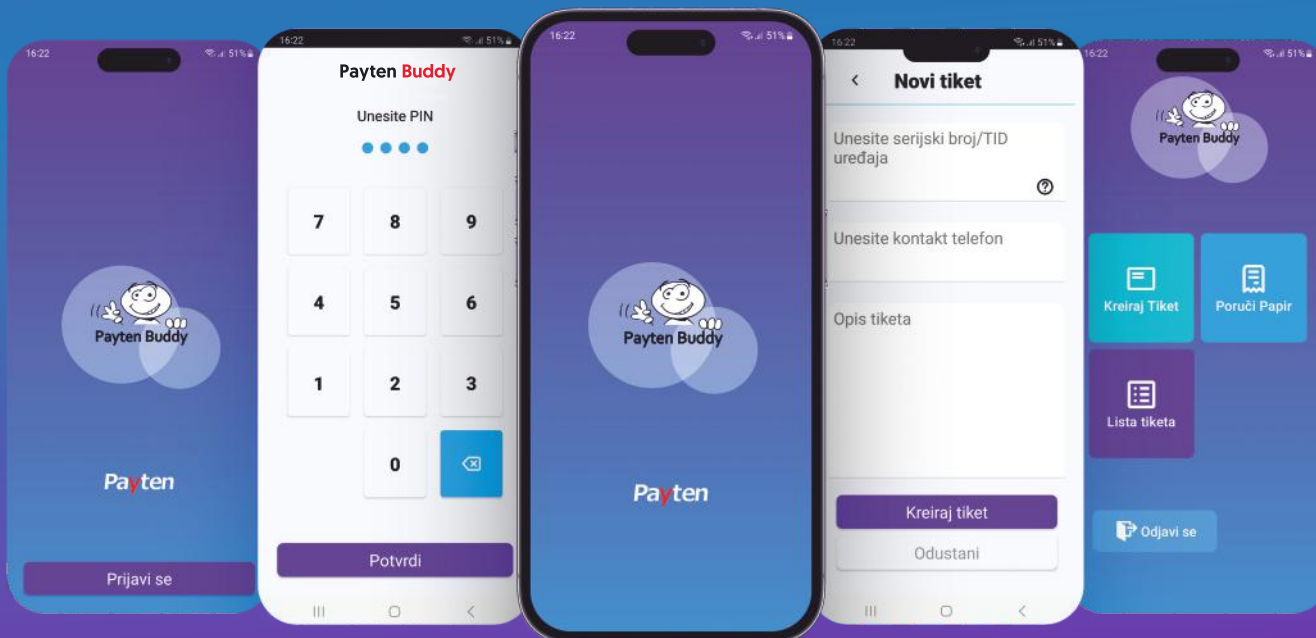 16:22
51%
Payten Buddy
Payten
Prijavi se
16:22
51%
Payten Buddy
Unesite PIN
7 8 9
4 5 6
1 2 3
0
Potvrdi
16:22
51%
Payten Buddy
Payten
16:22
51%
Novi tiket
Unesite serijski broj/TID
uređaja
Unesite kontakt telefon
Opis tiketa
Kreiraj tiket
Odustani
16:22
51%
Payten Buddy
Kreiraj Tiket
Poruči Papir
Lista tiketa
Odjavi se